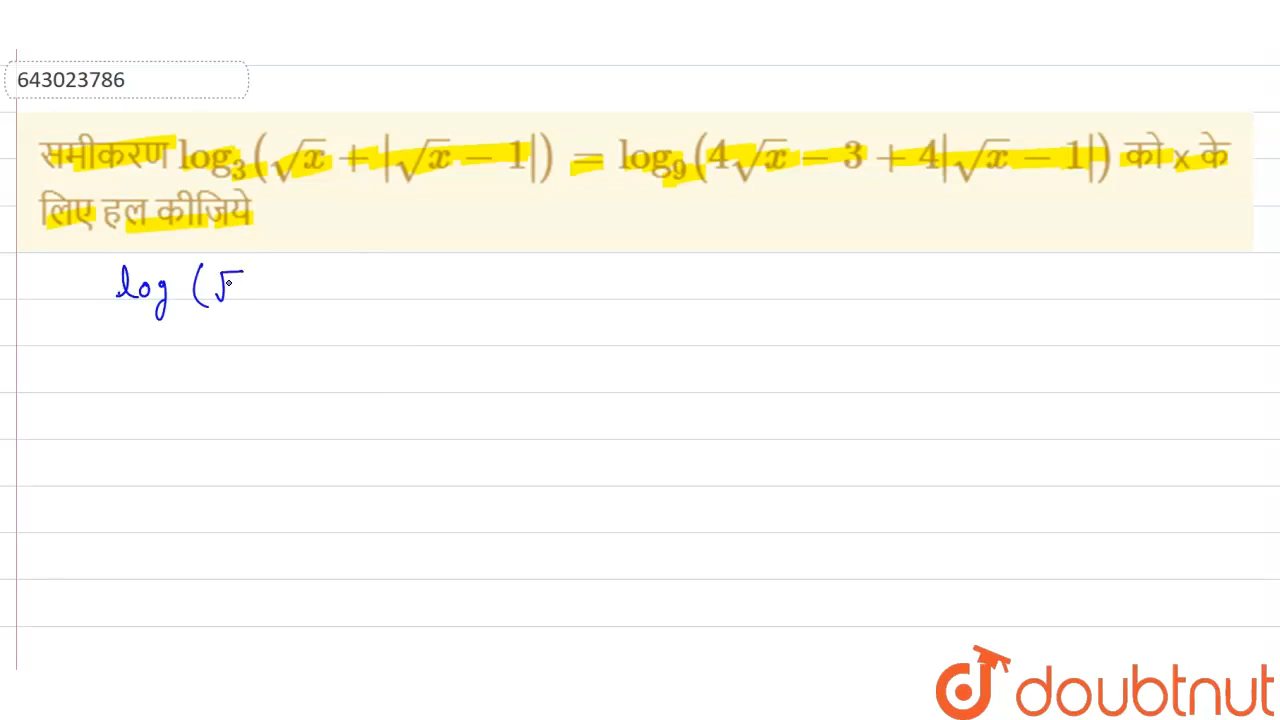 643023786
समीकरण log₃(√x + |√x − 1|) = log₉(4√x − 3 + 4|√x − 1|) को x के
लिए हल कीजिये
log (√
doubtnut